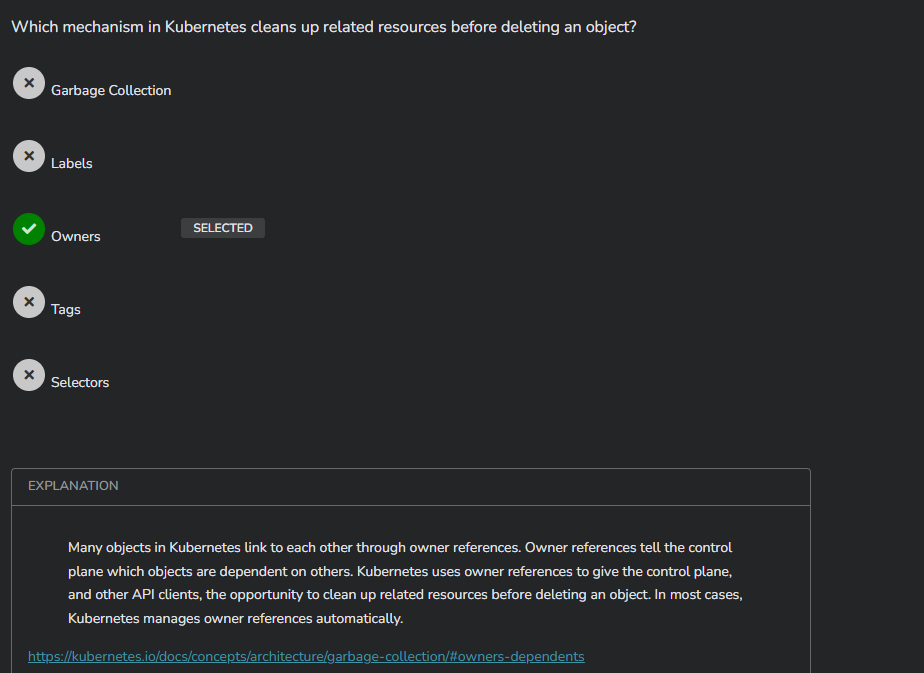 Which mechanism in Kubernetes cleans up related resources before deleting an object?
Garbage Collection
Labels
Owners
SELECTED
Tags
Selectors
EXPLANATION
Many objects in Kubernetes link to each other through owner references. Owner references tell the control
plane which objects are dependent on others. Kubernetes uses owner references to give the control plane,
and other API clients, the opportunity to clean up related resources before deleting an object. In most cases,
Kubernetes manages owner references automatically.
https://kubernetes.io/docs/concepts/architecture/garbage-collection/#owners-dependents